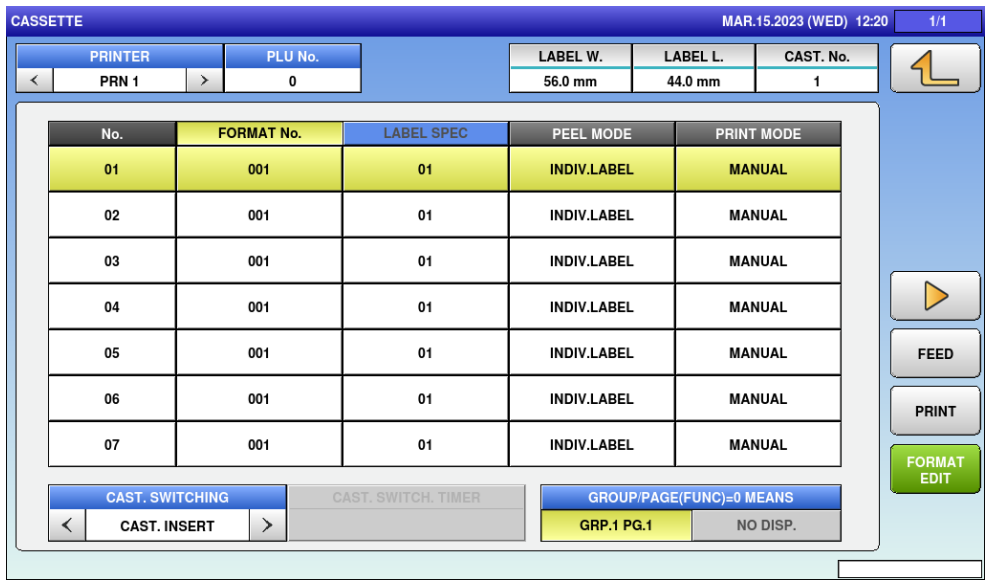 CASSETTE MAR.15.2023 (WED) 12:20 1/1
PRINTER PLU No. LABEL W. LABEL L. CAST. No.
< PRN 1 > 0 56.0 mm 44.0 mm 1
No. FORMAT No. LABEL SPEC PEEL MODE PRINT MODE
01 001 01 INDIV.LABEL MANUAL
02 001 01 INDIV.LABEL MANUAL
03 001 01 INDIV.LABEL MANUAL
04 001 01 INDIV.LABEL MANUAL
05 001 01 INDIV.LABEL MANUAL
06 001 01 INDIV.LABEL MANUAL
07 001 01 INDIV.LABEL MANUAL
FEED
PRINT
FORMAT
EDIT
CAST. SWITCHING CAST. SWITCH. TIMER GROUP/PAGE(FUNC)=0 MEANS
< CAST. INSERT > GRP.1 PG.1 NO DISP.